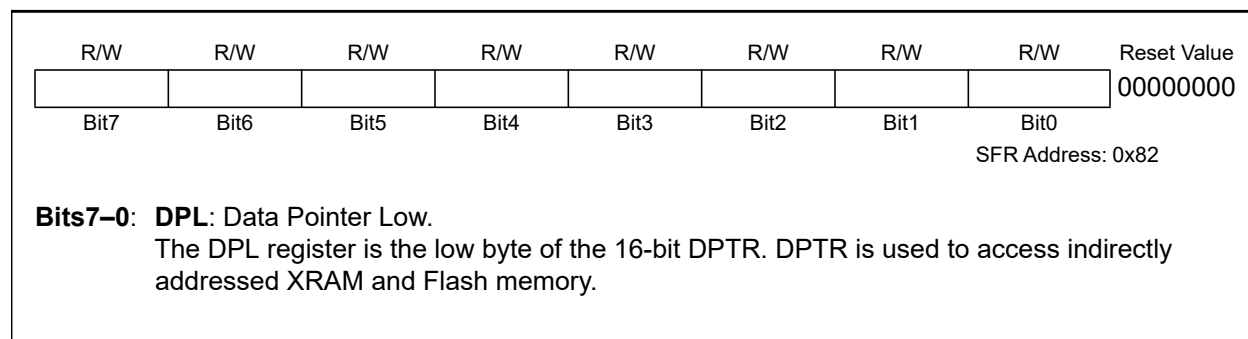 R/W R/W R/W R/W R/W R/W R/W R/W Reset Value
00000000
Bit7 Bit6 Bit5 Bit4 Bit3 Bit2 Bit1 Bit0
SFR Address: 0x82
Bits7–0: DPL: Data Pointer Low.
The DPL register is the low byte of the 16-bit DPTR. DPTR is used to access indirectly
addressed XRAM and Flash memory.